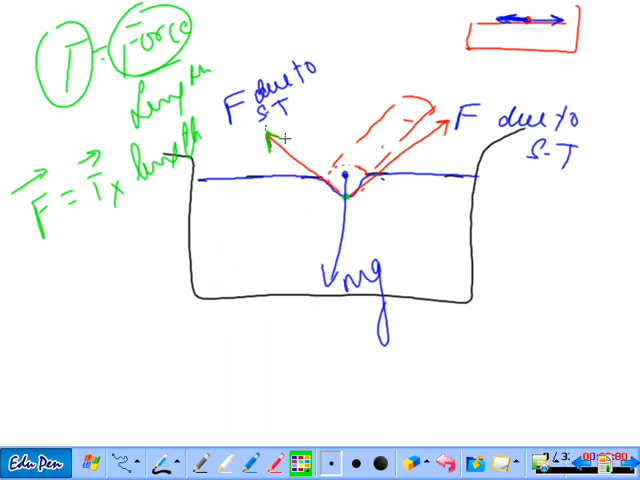 T = Force
Length
F = T x length
F due to
S-T
F due to
S-T
mg
Edu Pen